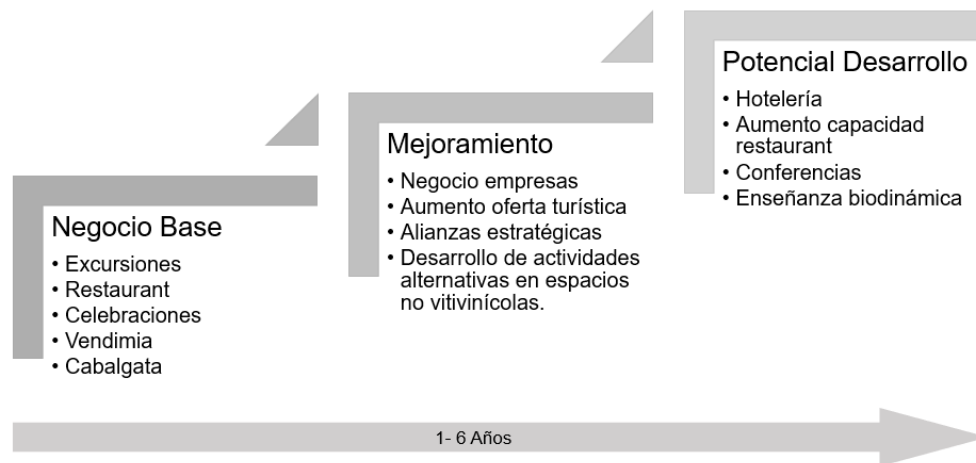 Negocio Base
• Excursiones
• Restaurant
• Celebraciones
• Vendimia
• Cabalgata
Mejoramiento
• Negocio empresas
• Aumento oferta turística
• Alianzas estratégicas
• Desarrollo de actividades
alternativas en espacios
no vitivinícolas.
Potencial Desarrollo
• Hotelería
• Aumento capacidad
restaurant
• Conferencias
• Enseñanza biodinámica
1- 6 Años